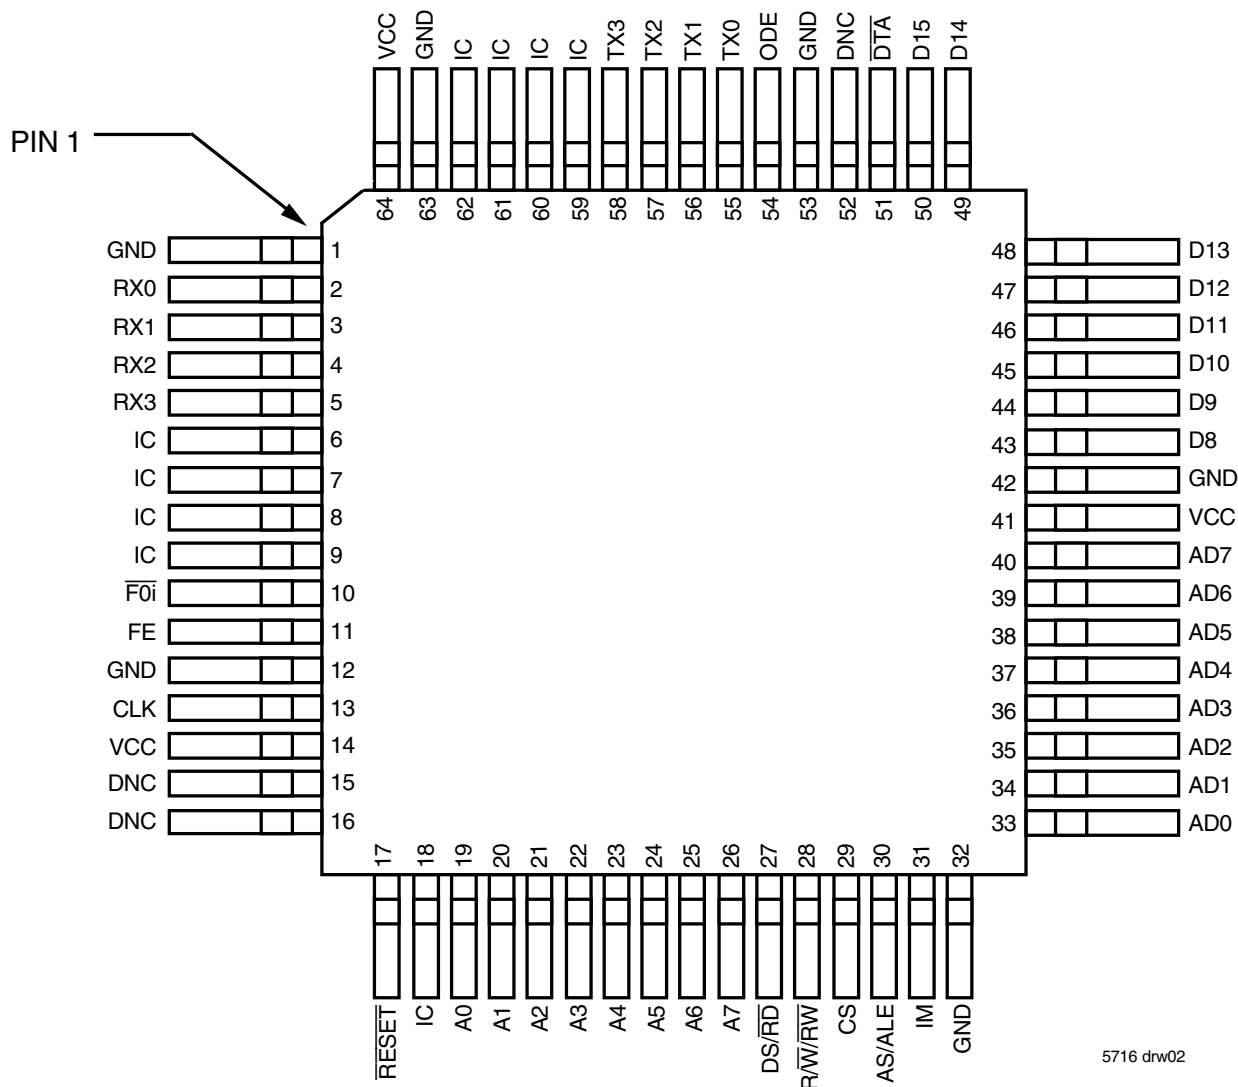 VCC GND IC IC IC IC TX3 TX2 TX1 TX0 ODE GND DNC D̅T̅A̅ D15 D14
PIN 1
64 63 62 61 60 59 58 57 56 55 54 53 52 51 50 49
GND 1 48 D13
RX0 2 47 D12
RX1 3 46 D11
RX2 4 45 D10
RX3 5 44 D9
IC 6 43 D8
IC 7 42 GND
IC 8 41 VCC
IC 9 40 AD7
F̅0̅i̅ 10 39 AD6
FE 11 38 AD5
GND 12 37 AD4
CLK 13 36 AD3
VCC 14 35 AD2
DNC 15 34 AD1
DNC 16 33 AD0
17 18 19 20 21 22 23 24 25 26 27 28 29 30 31 32
R̅E̅S̅E̅T̅ IC A0 A1 A2 A3 A4 A5 A6 A7 DS/R̅D̅ R/W̅/R̅W̅ CS AS/ALE IM GND
5716 drw02